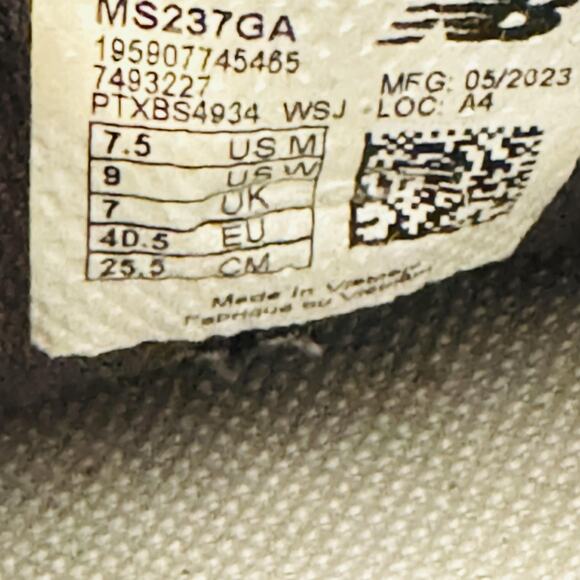 MS237GA
195907745465
7493227
PTXBS4934 WSJ
MFG: 05/2023
LOC: A4
7.5 US M
9 US W
7 UK
40.5 EU
25.5 CM
Made in Vietnam
Fabriqué au Vietnam